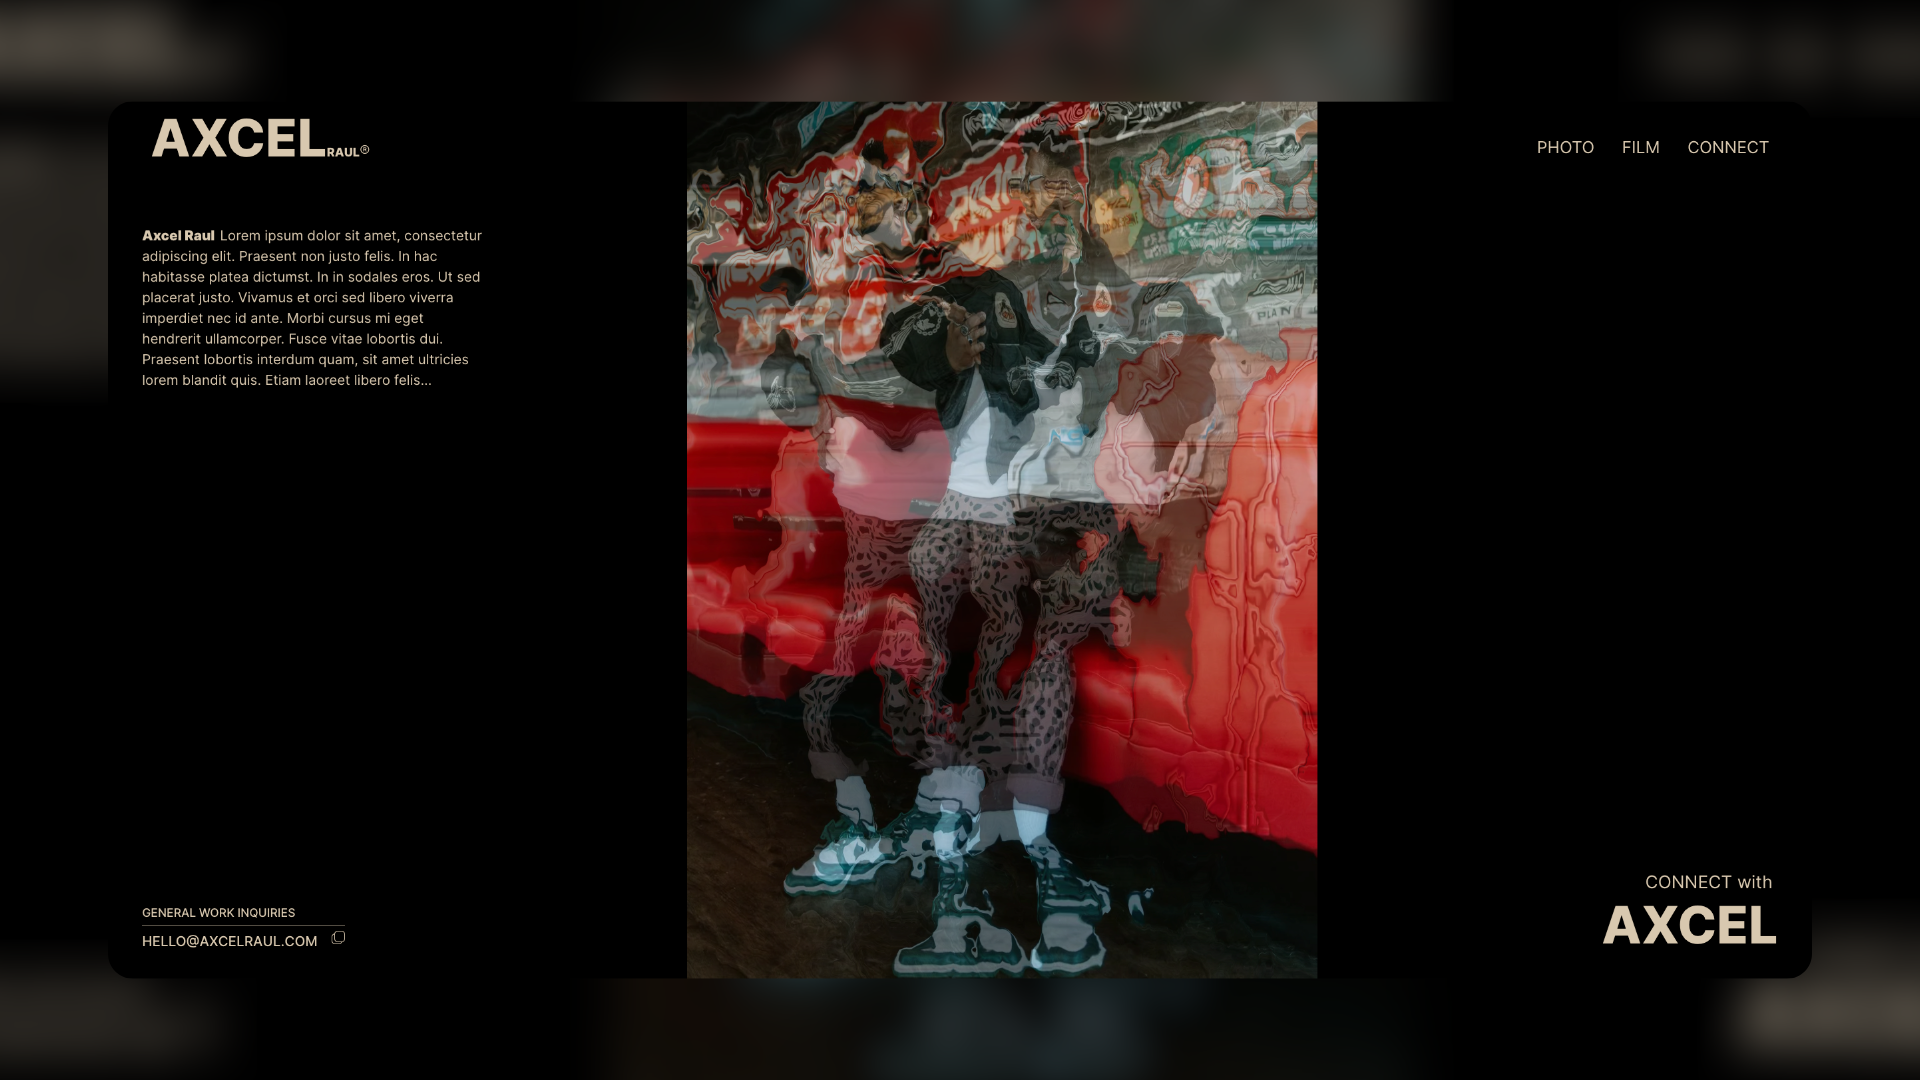 AXCEL RAUL®
PHOTO FILM CONNECT
Axcel Raul Lorem ipsum dolor sit amet, consectetur
adipiscing elit. Praesent non justo felis. In hac
habitasse platea dictumst. In in sodales eros. Ut sed
placerat justo. Vivamus et orci sed libero viverra
imperdiet nec id ante. Morbi cursus mi eget
hendrerit ullamcorper. Fusce vitae lobortis dui.
Praesent lobortis interdum quam, sit amet ultricies
lorem blandit quis. Etiam laoreet libero felis...
PLAN
GENERAL WORK INQUIRIES
HELLO@AXCELRAUL.COM
CONNECT with
AXCEL